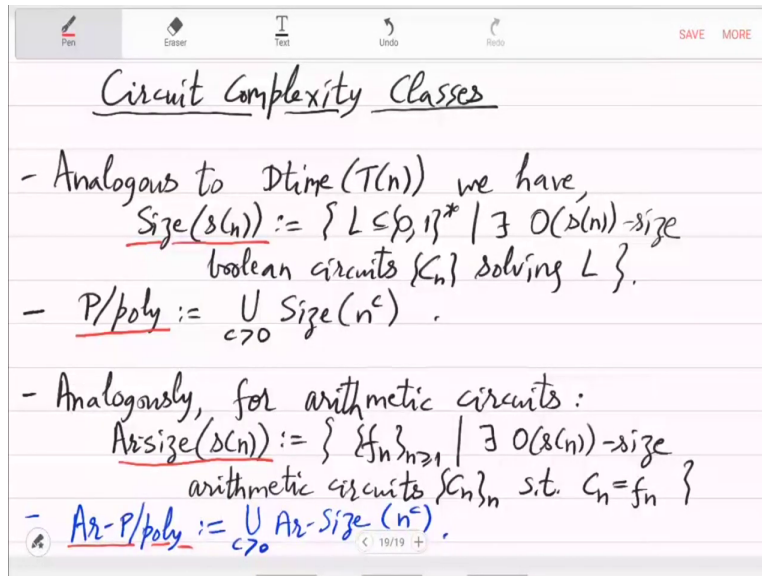 Pen Eraser Text Undo Redo SAVE MORE
Circuit Complexity Classes
- Analogous to Dtime(T(n)) we have,
Size(s(n)) := { L ⊆ {0,1}* | ∃ O(s(n))-size
boolean circuits {Cn} solving L }.
- P/poly := ∪ Size(n^c) .
c>0
- Analogously, for arithmetic circuits :
Ar-size(s(n)) := { {fn}n≥1 | ∃ O(s(n))-size
arithmetic circuits {Cn}n s.t. Cn = fn }
- Ar-P/poly := ∪ Ar-Size(n^c) .
c>0
< 19/19 +